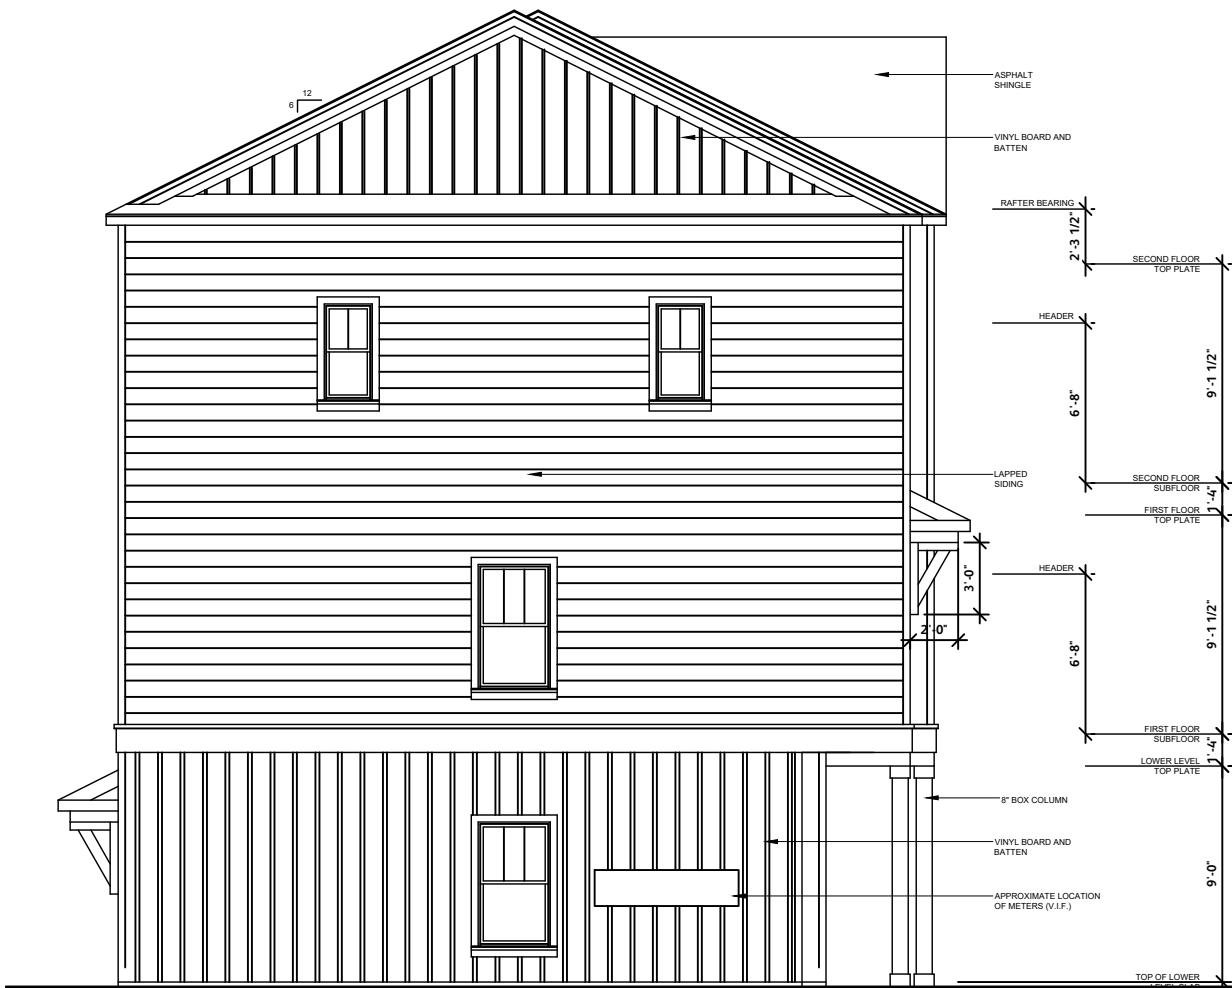 12
6
ASPHALT
SHINGLE
VINYL BOARD AND
BATTEN
RAFTER BEARING
2'-3 1/2"
SECOND FLOOR
TOP PLATE
HEADER
9'-1 1/2"
6'-8"
LAPPED
SIDING
SECOND FLOOR
SUBFLOOR
1'-4"
FIRST FLOOR
TOP PLATE
HEADER
3'-0"
2'-0"
9'-1 1/2"
6'-8"
FIRST FLOOR
SUBFLOOR
1'-4"
LOWER LEVEL
TOP PLATE
8" BOX COLUMN
VINYL BOARD AND
BATTEN
9'-0"
APPROXIMATE LOCATION
OF METERS (V.I.F.)
TOP OF LOWER
LEVEL SLAB